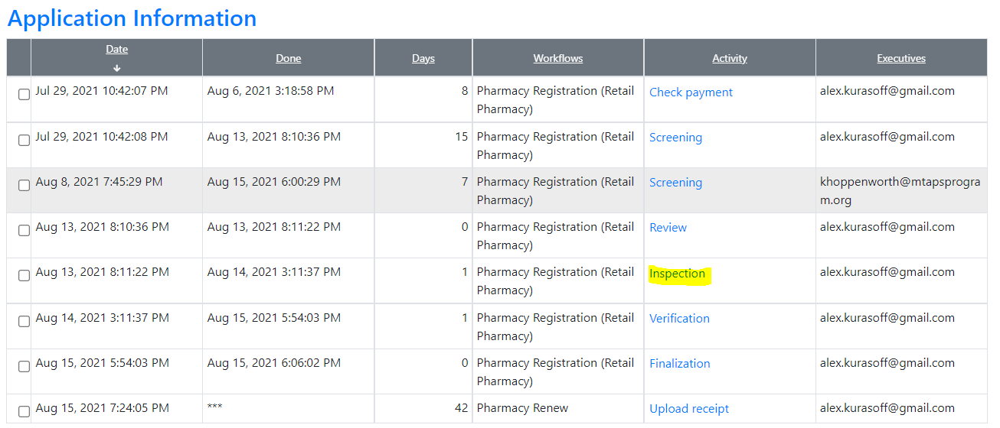 Application Information
Date Done Days Workflows Activity Executives
Jul 29, 2021 10:42:07 PM Aug 6, 2021 3:18:58 PM 8 Pharmacy Registration (Retail Check payment alex.kurasoff@gmail.com
Pharmacy)
Jul 29, 2021 10:42:08 PM Aug 13, 2021 8:10:36 PM 15 Pharmacy Registration (Retail Screening alex.kurasoff@gmail.com
Pharmacy)
Aug 8, 2021 7:45:29 PM Aug 15, 2021 6:00:29 PM 7 Pharmacy Registration (Retail Screening khoppenworth@mtapsprogra
Pharmacy) m.org
Aug 13, 2021 8:10:36 PM Aug 13, 2021 8:11:22 PM 0 Pharmacy Registration (Retail Review alex.kurasoff@gmail.com
Pharmacy)
Aug 13, 2021 8:11:22 PM Aug 14, 2021 3:11:37 PM 1 Pharmacy Registration (Retail Inspection alex.kurasoff@gmail.com
Pharmacy)
Aug 14, 2021 3:11:37 PM Aug 15, 2021 5:54:03 PM 1 Pharmacy Registration (Retail Verification alex.kurasoff@gmail.com
Pharmacy)
Aug 15, 2021 5:54:03 PM Aug 15, 2021 6:06:02 PM 0 Pharmacy Registration (Retail Finalization alex.kurasoff@gmail.com
Pharmacy)
Aug 15, 2021 7:24:05 PM *** 42 Pharmacy Renew Upload receipt alex.kurasoff@gmail.com